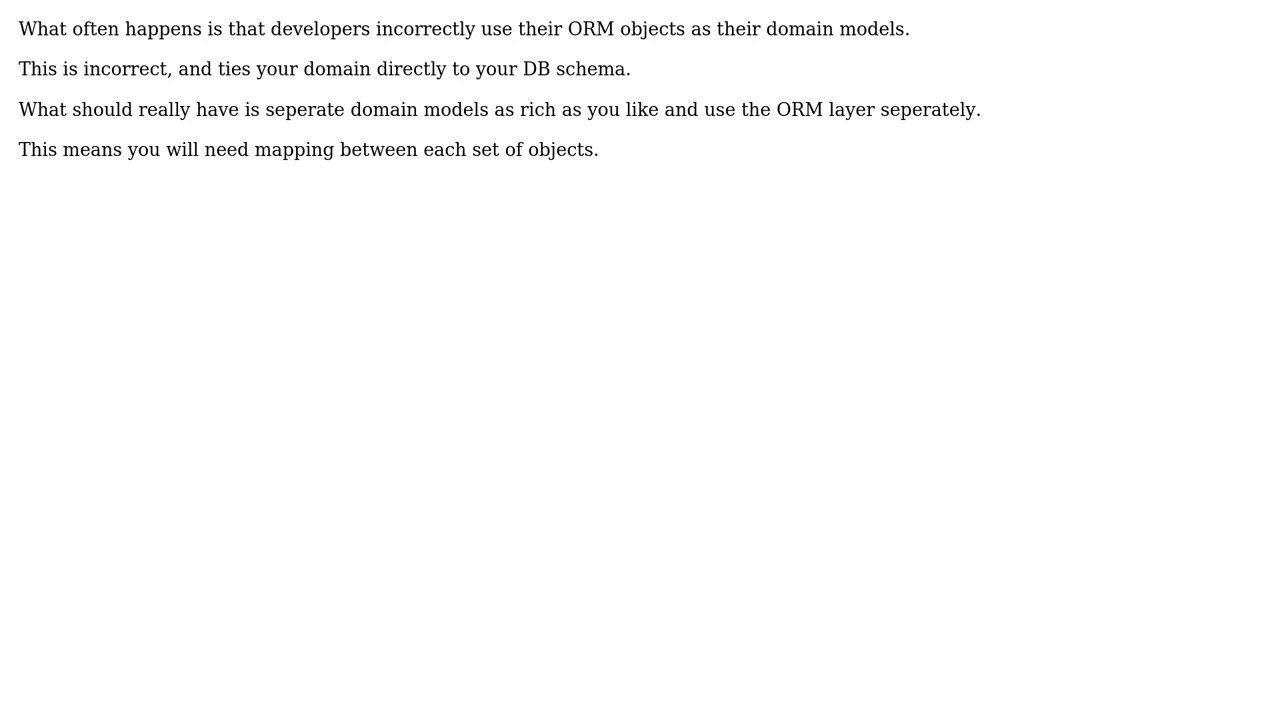 What often happens is that developers incorrectly use their ORM objects as their domain models.
This is incorrect, and ties your domain directly to your DB schema.
What should really have is seperate domain models as rich as you like and use the ORM layer seperately.
This means you will need mapping between each set of objects.